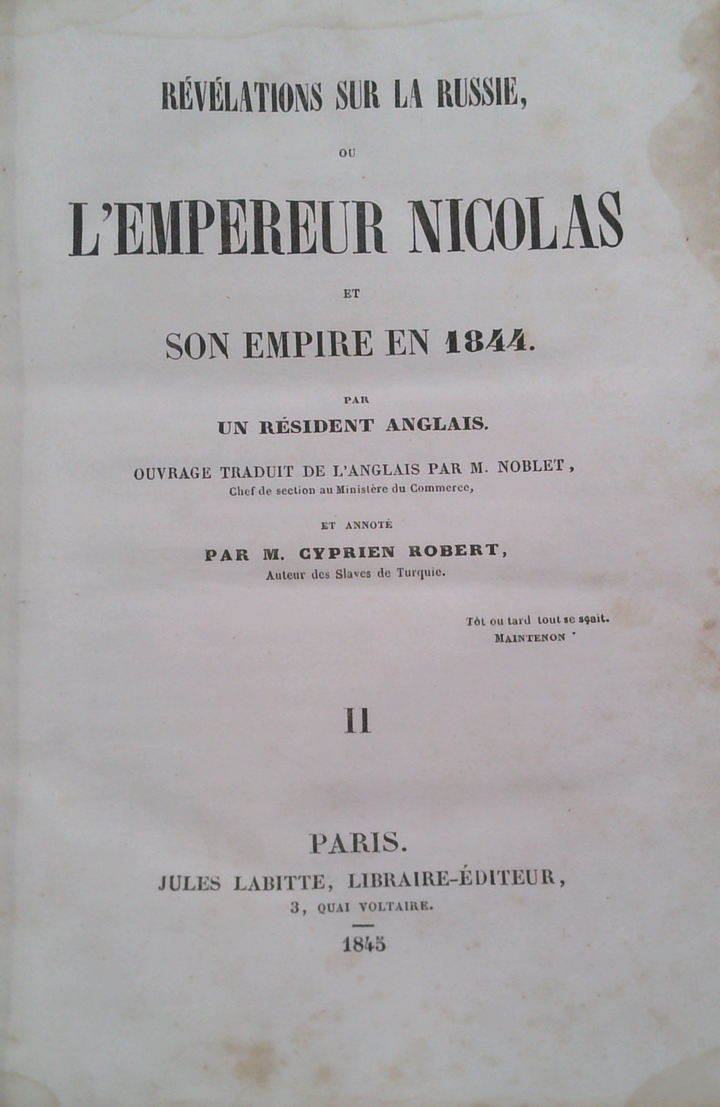 RÉVÉLATIONS SUR LA RUSSIE,
OU
L'EMPEREUR NICOLAS
ET
SON EMPIRE EN 1844.
PAR
UN RÉSIDENT ANGLAIS.
OUVRAGE TRADUIT DE L'ANGLAIS PAR M. NOBLET,
Chef de section au Ministère du Commerce,
ET ANNOTÉ
PAR M. CYPRIEN ROBERT,
Auteur des Slaves de Turquie.
Tôt ou tard tout se sçait.
MAINTENON
II
PARIS.
JULES LABITTE, LIBRAIRE-ÉDITEUR,
3, QUAI VOLTAIRE.
1845